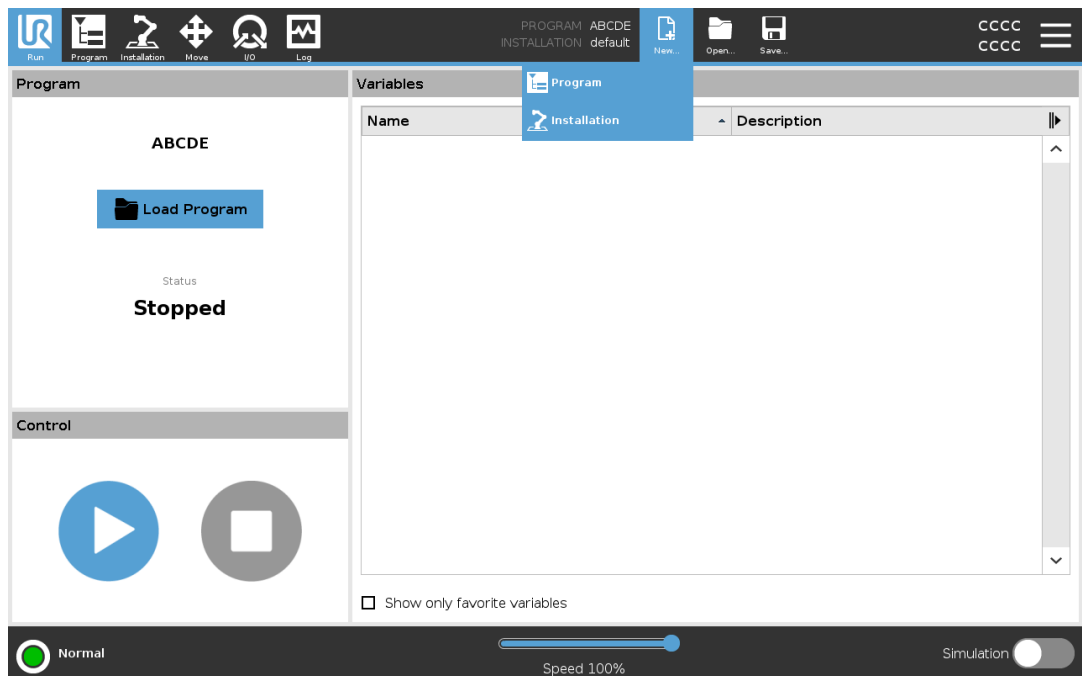 PROGRAM ABCDE
INSTALLATION default
CCCC
CCCC
Run
Program
Installation
Move
I/O
Log
New...
Open...
Save...
Program
Installation
Program
Variables
ABCDE
Load Program
Status
Stopped
Name
Description
Control
Show only favorite variables
Normal
Speed 100%
Simulation